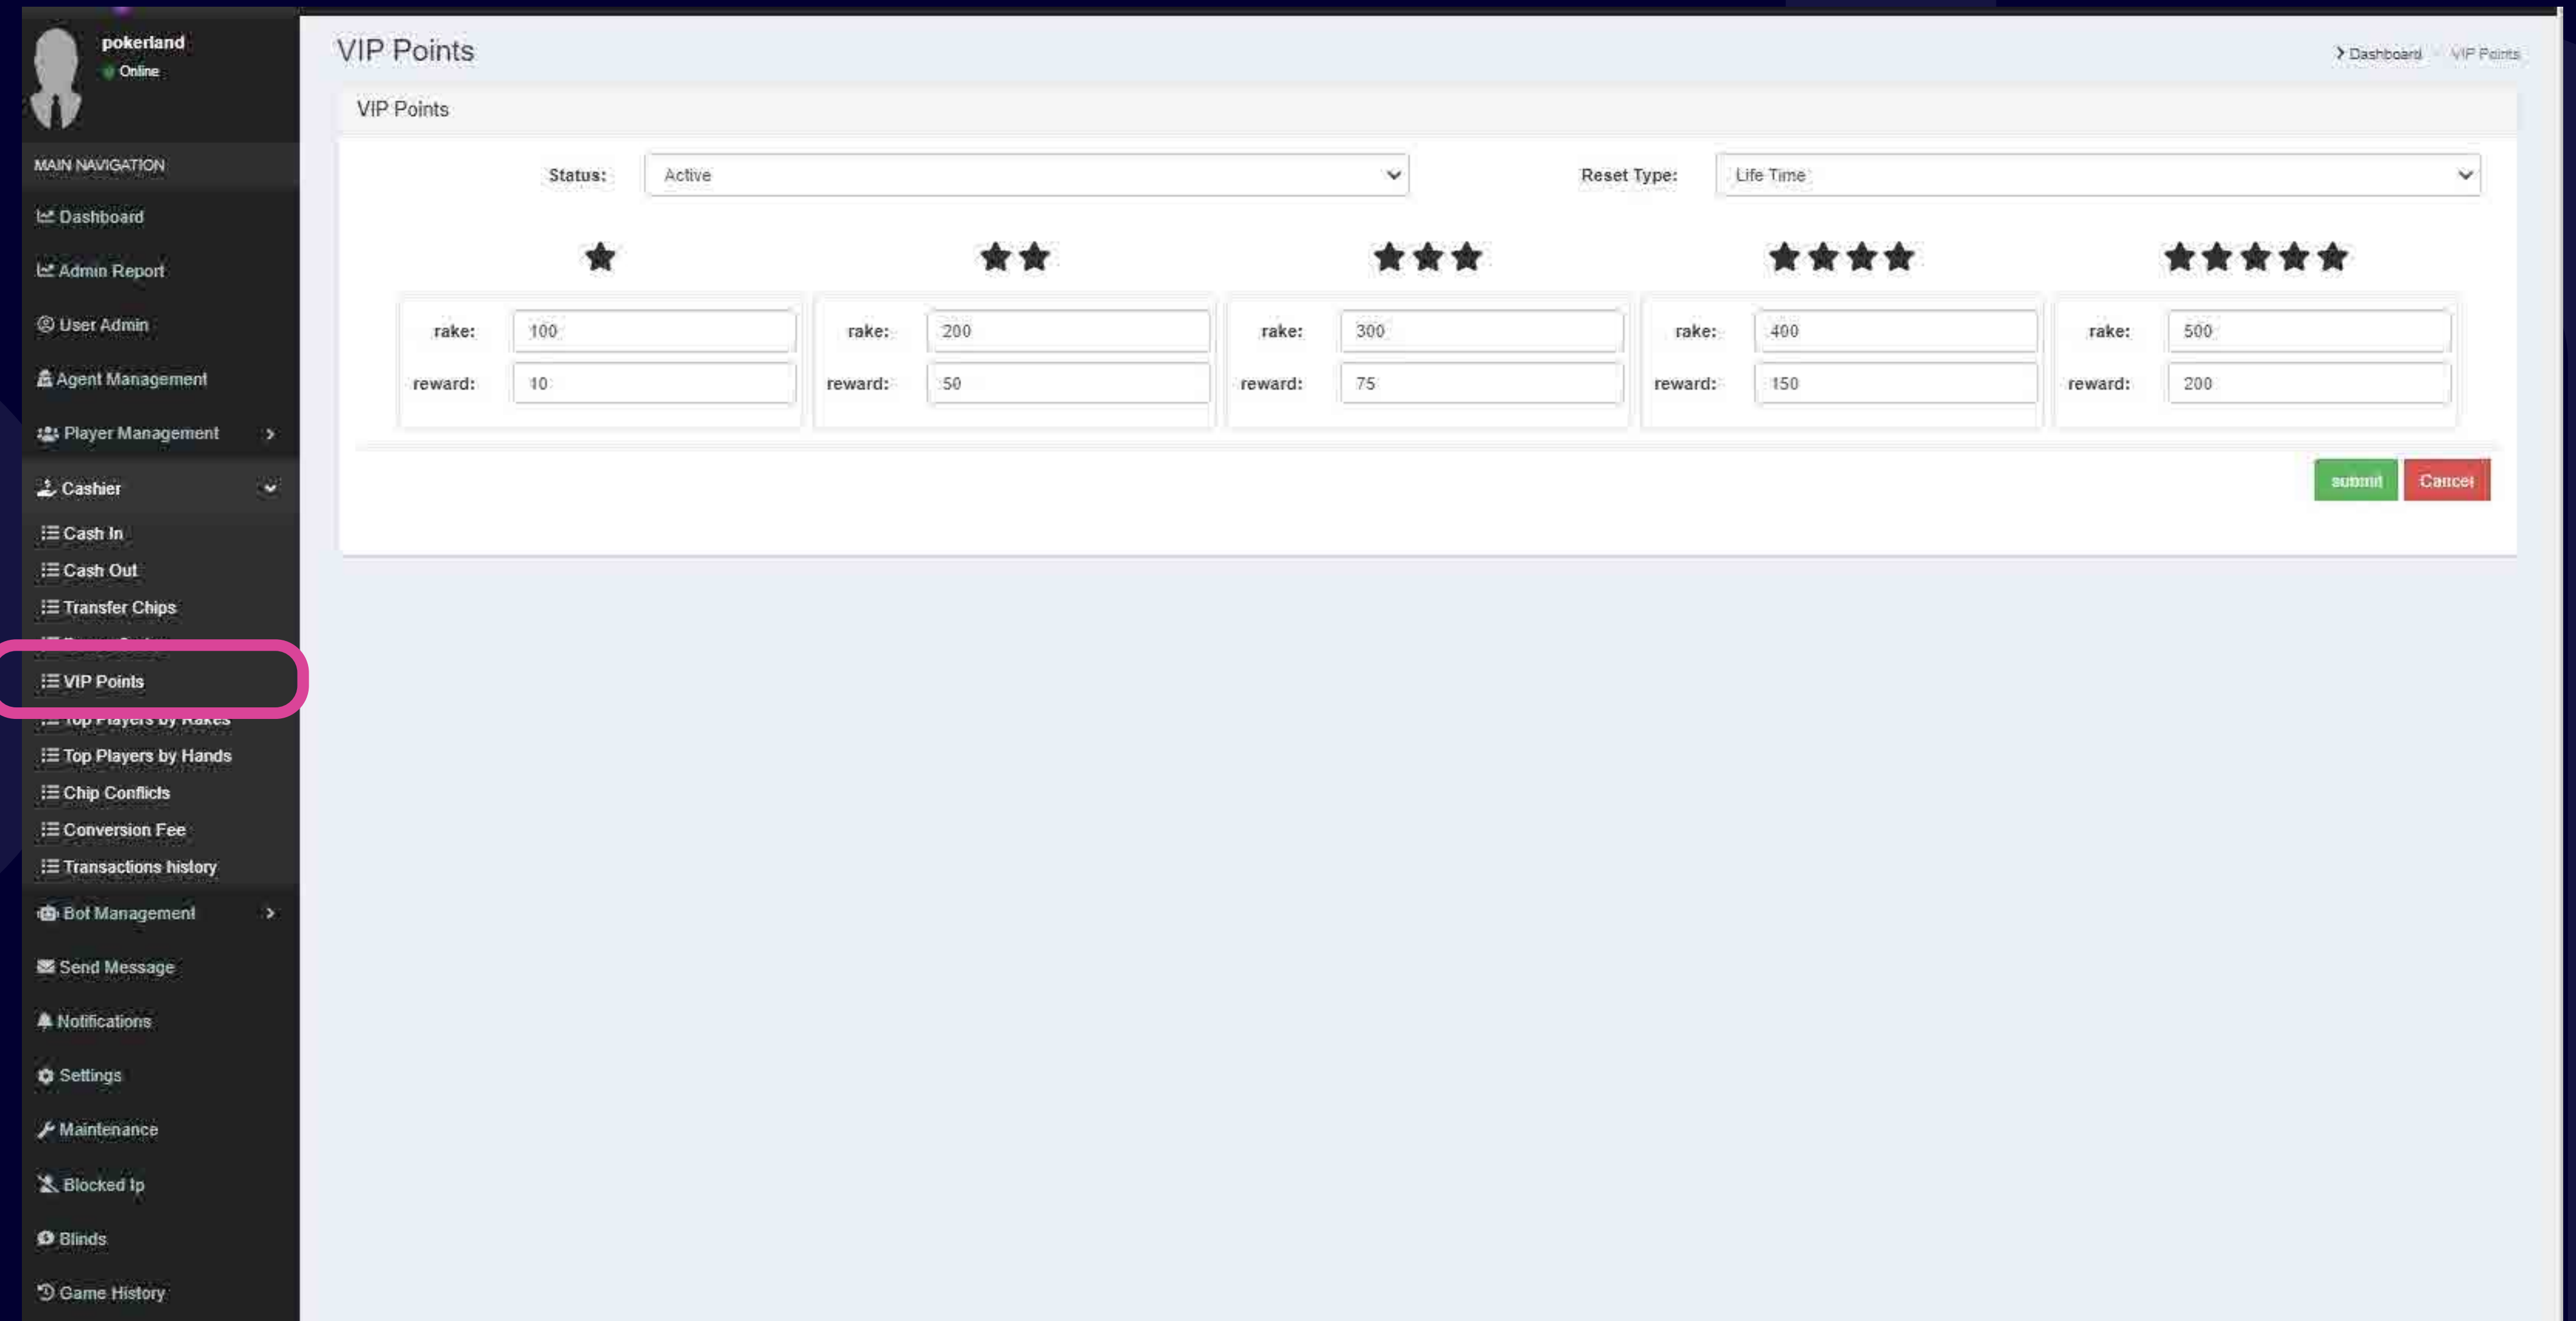 pokerland
Online
MAIN NAVIGATION
Dashboard
Admin Report
User Admin
Agent Management
Player Management
Cashier
Cash In
Cash Out
Transfer Chips
VIP Points
Top Players by Rakes
Top Players by Hands
Chip Conflicts
Conversion Fee
Transactions history
Bot Management
Send Message
Notifications
Settings
Maintenance
Blocked Ip
Blinds
Game History
VIP Points
Dashboard VIP Points
VIP Points
Status: Active Reset Type: Life Time
rake: 100 rake: 200 rake: 300 rake: 400 rake: 500
reward: 10 reward: 50 reward: 75 reward: 150 reward: 200
submit Cancel